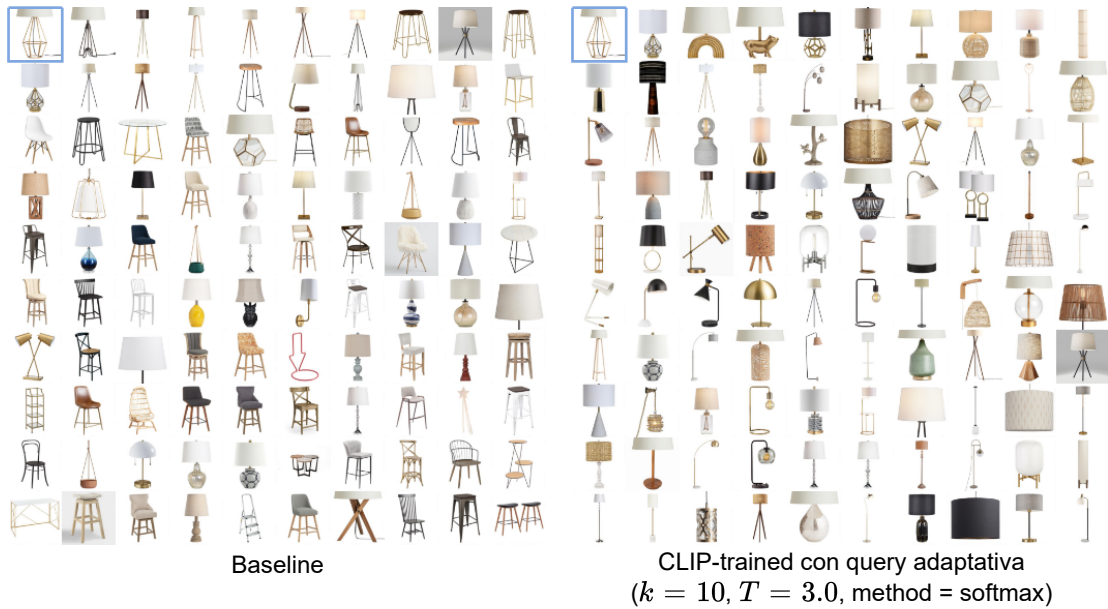 Baseline
CLIP-trained con query adaptativa
(k = 10, T = 3.0, method = softmax)